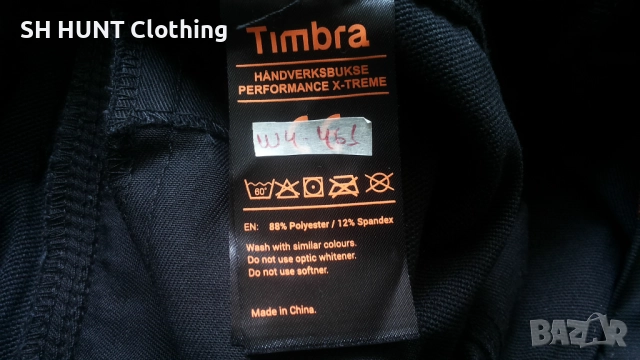 SH HUNT Clothing
Timbra
HÅNDVERKSBUKSE
PERFORMANCE X-TREME
W4-461
60°
EN: 88% Polyester / 12% Spandex
Wash with similar colours.
Do not use optic whitener.
Do not use softner.
Made in China.
BAZAR